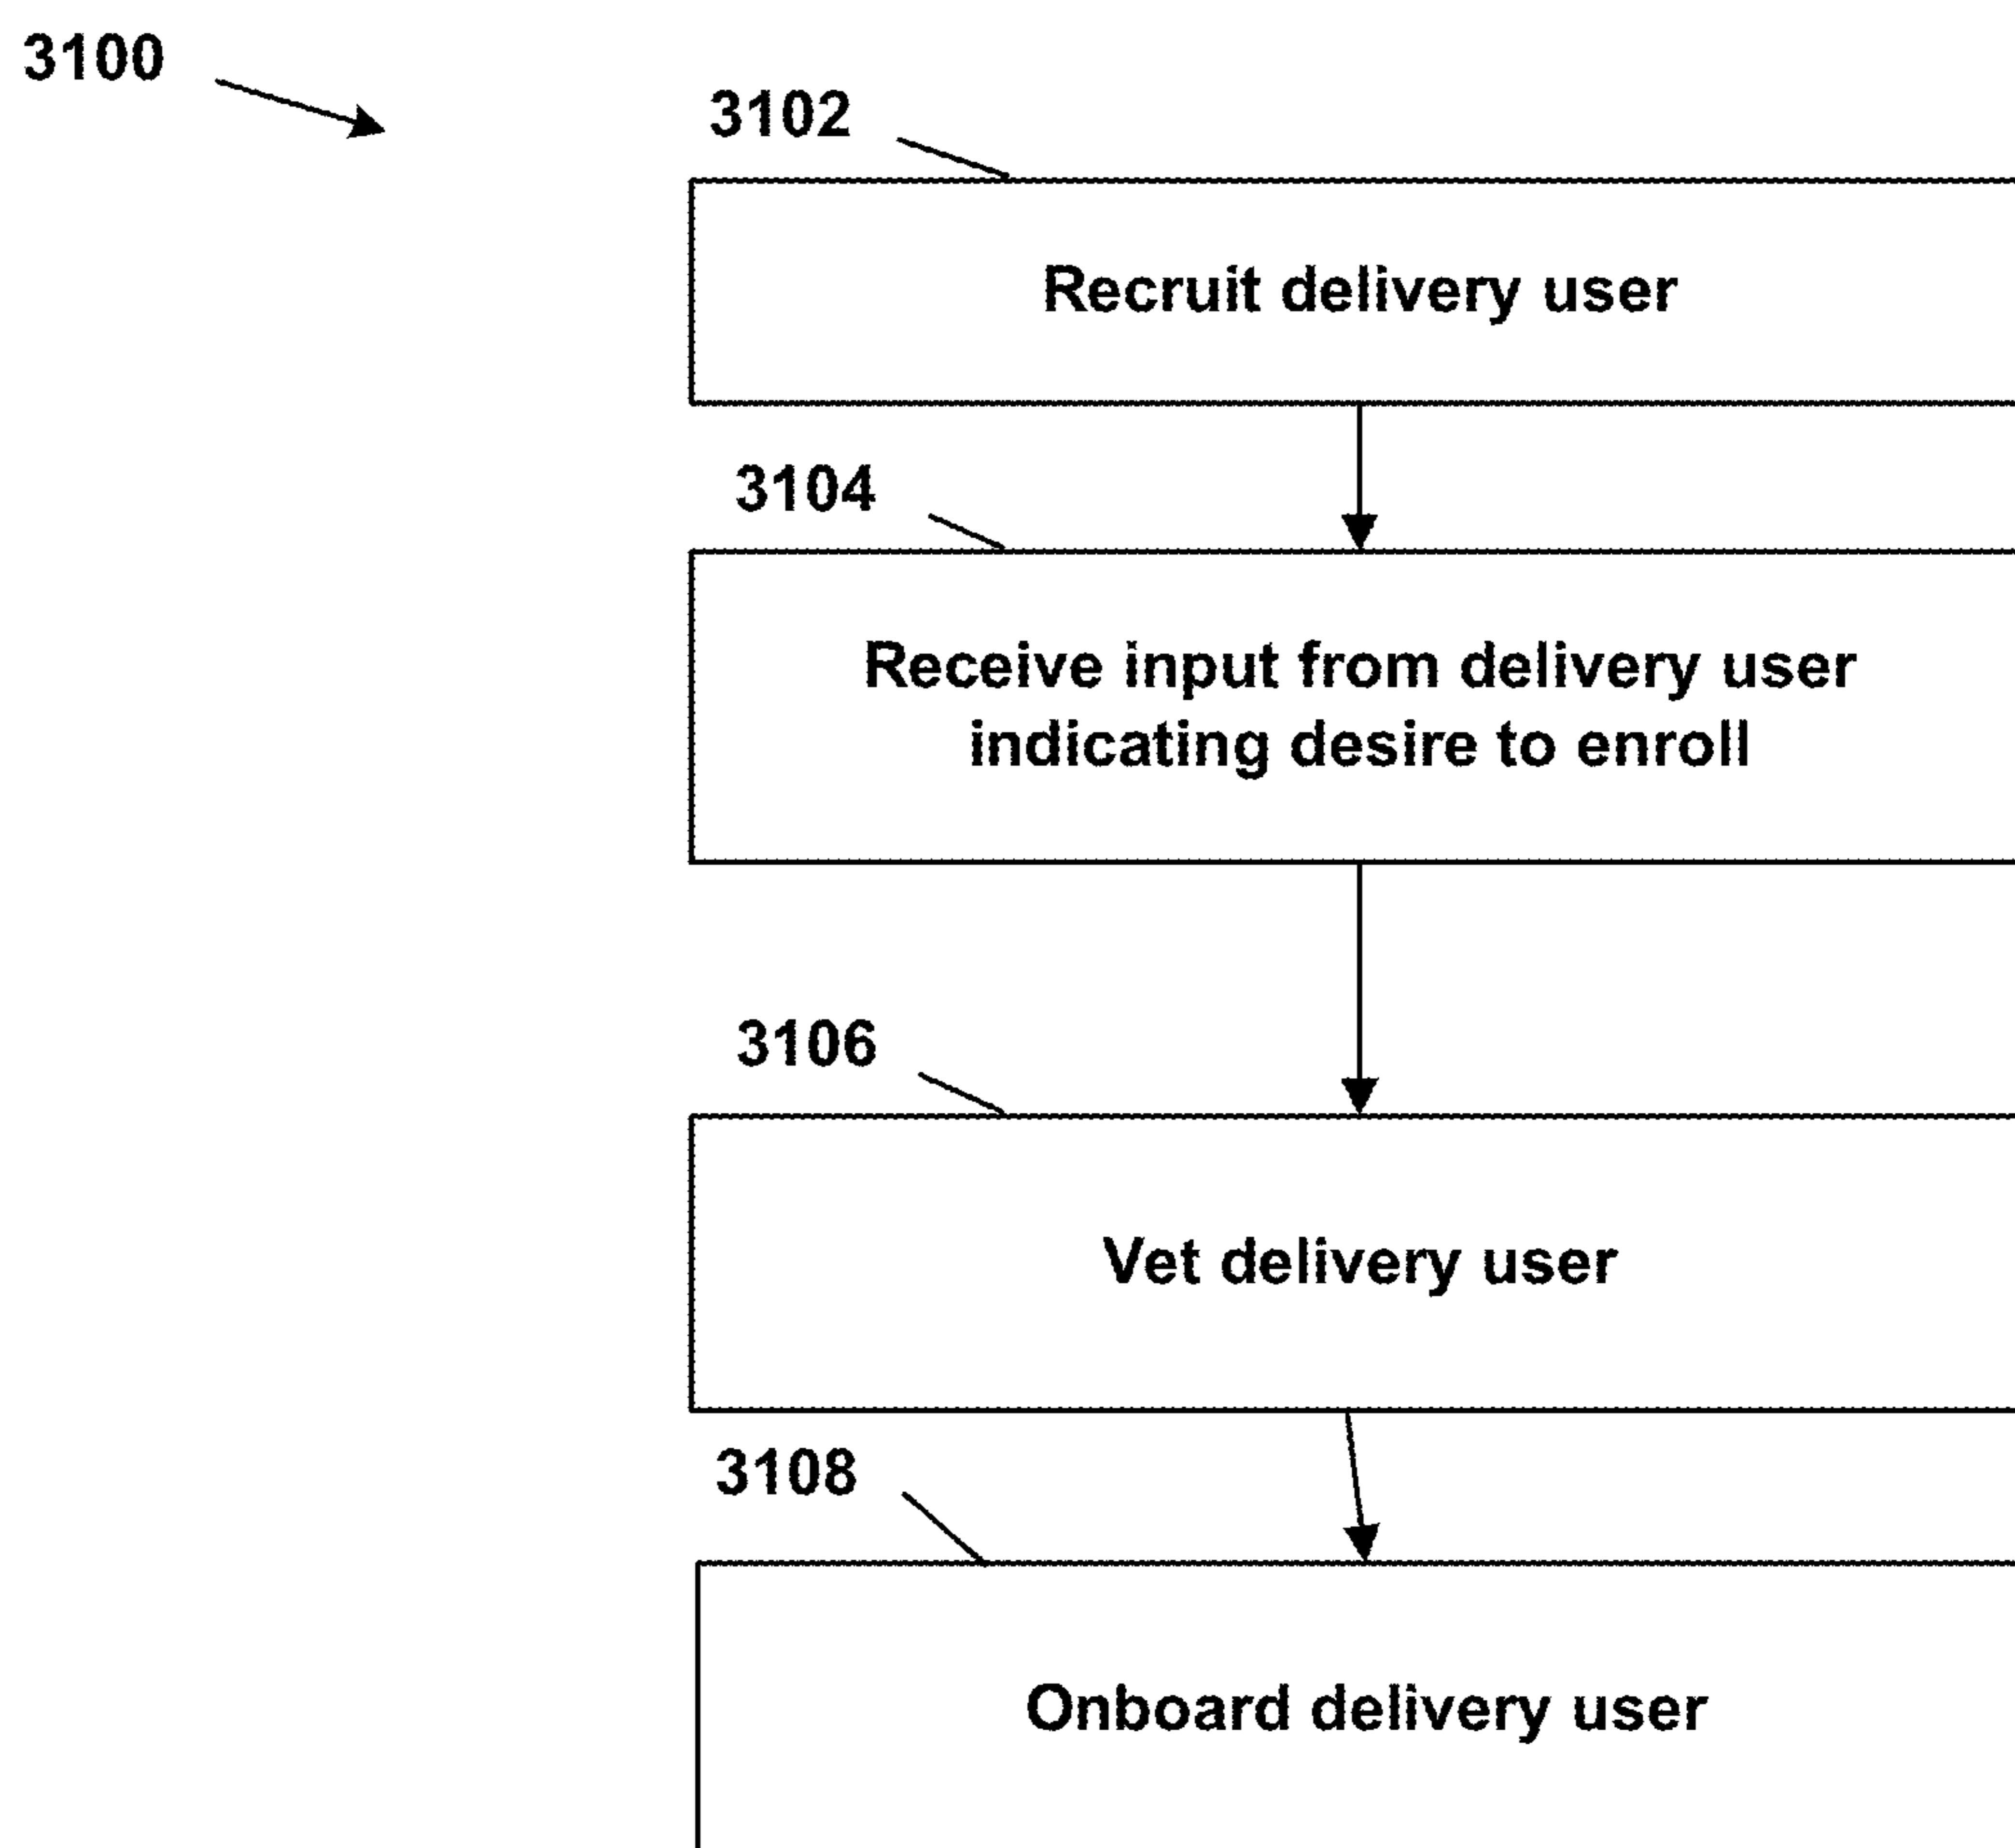 3100
3102
Recruit delivery user
3104
Receive input from delivery user
indicating desire to enroll
3106
Vet delivery user
3108
Onboard delivery user